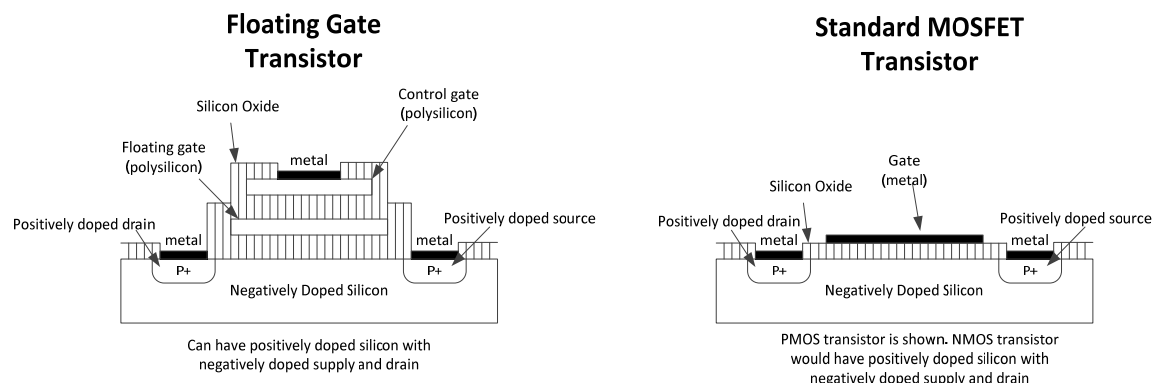 Floating Gate
Transistor
Silicon Oxide
Control gate
(polysilicon)
Floating gate
(polysilicon)
metal
Positively doped drain
Positively doped source
metal
metal
P+
P+
Negatively Doped Silicon
Can have positively doped silicon with
negatively doped supply and drain
Standard MOSFET
Transistor
Gate
(metal)
Silicon Oxide
Positively doped drain
Positively doped source
metal
metal
P+
P+
Negatively Doped Silicon
PMOS transistor is shown. NMOS transistor
would have positively doped silicon with
negatively doped supply and drain